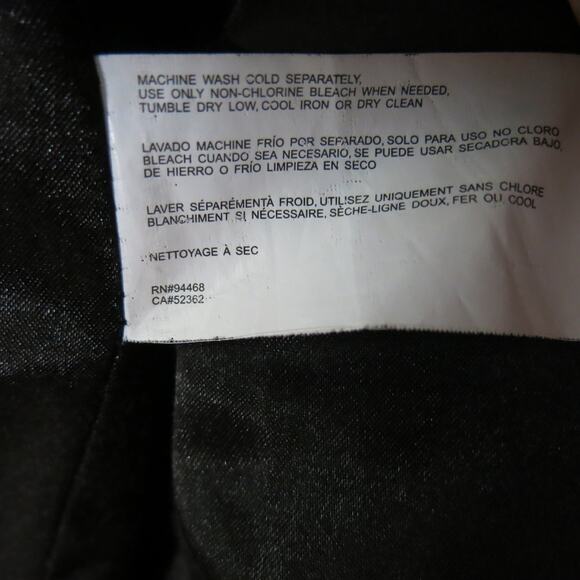 MACHINE WASH COLD SEPARATELY,
USE ONLY NON-CHLORINE BLEACH WHEN NEEDED,
TUMBLE DRY LOW, COOL IRON OR DRY CLEAN
LAVADO MACHINE FRÍO POR SEPARADO, SOLO PARA USO NO CLORO
BLEACH CUANDO SEA NECESARIO, SE PUEDE USAR SECADORA BAJO,
DE HIERRO O FRÍO LIMPIEZA EN SECO
LAVER SÉPARÉMENTÀ FROID, UTILISEZ UNIQUEMENT SANS CHLORE
BLANCHIMENT SI NÉCESSAIRE, SÈCHE-LIGNE DOUX, FER OU COOL
NETTOYAGE À SEC
RN#94468
CA#52362